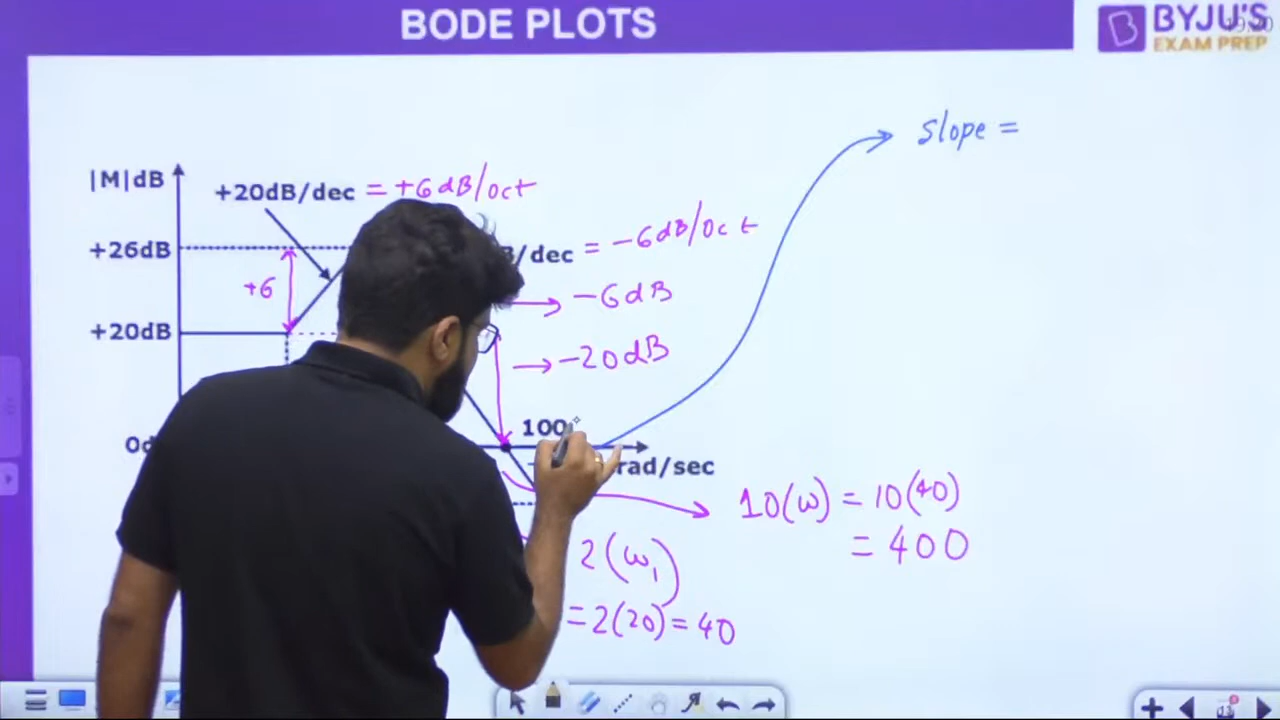 BODE PLOTS
BYJU'S
EXAM PREP
slope =
|M|dB
+20dB/dec = +6dB/oct
+26dB
B/dec = -6dB/oct
+6
→ -6dB
+20dB
→ -20dB
100
0d
rad/sec
10(ω) = 10(40)
= 400
2(ω₁)
= 2(20) = 40